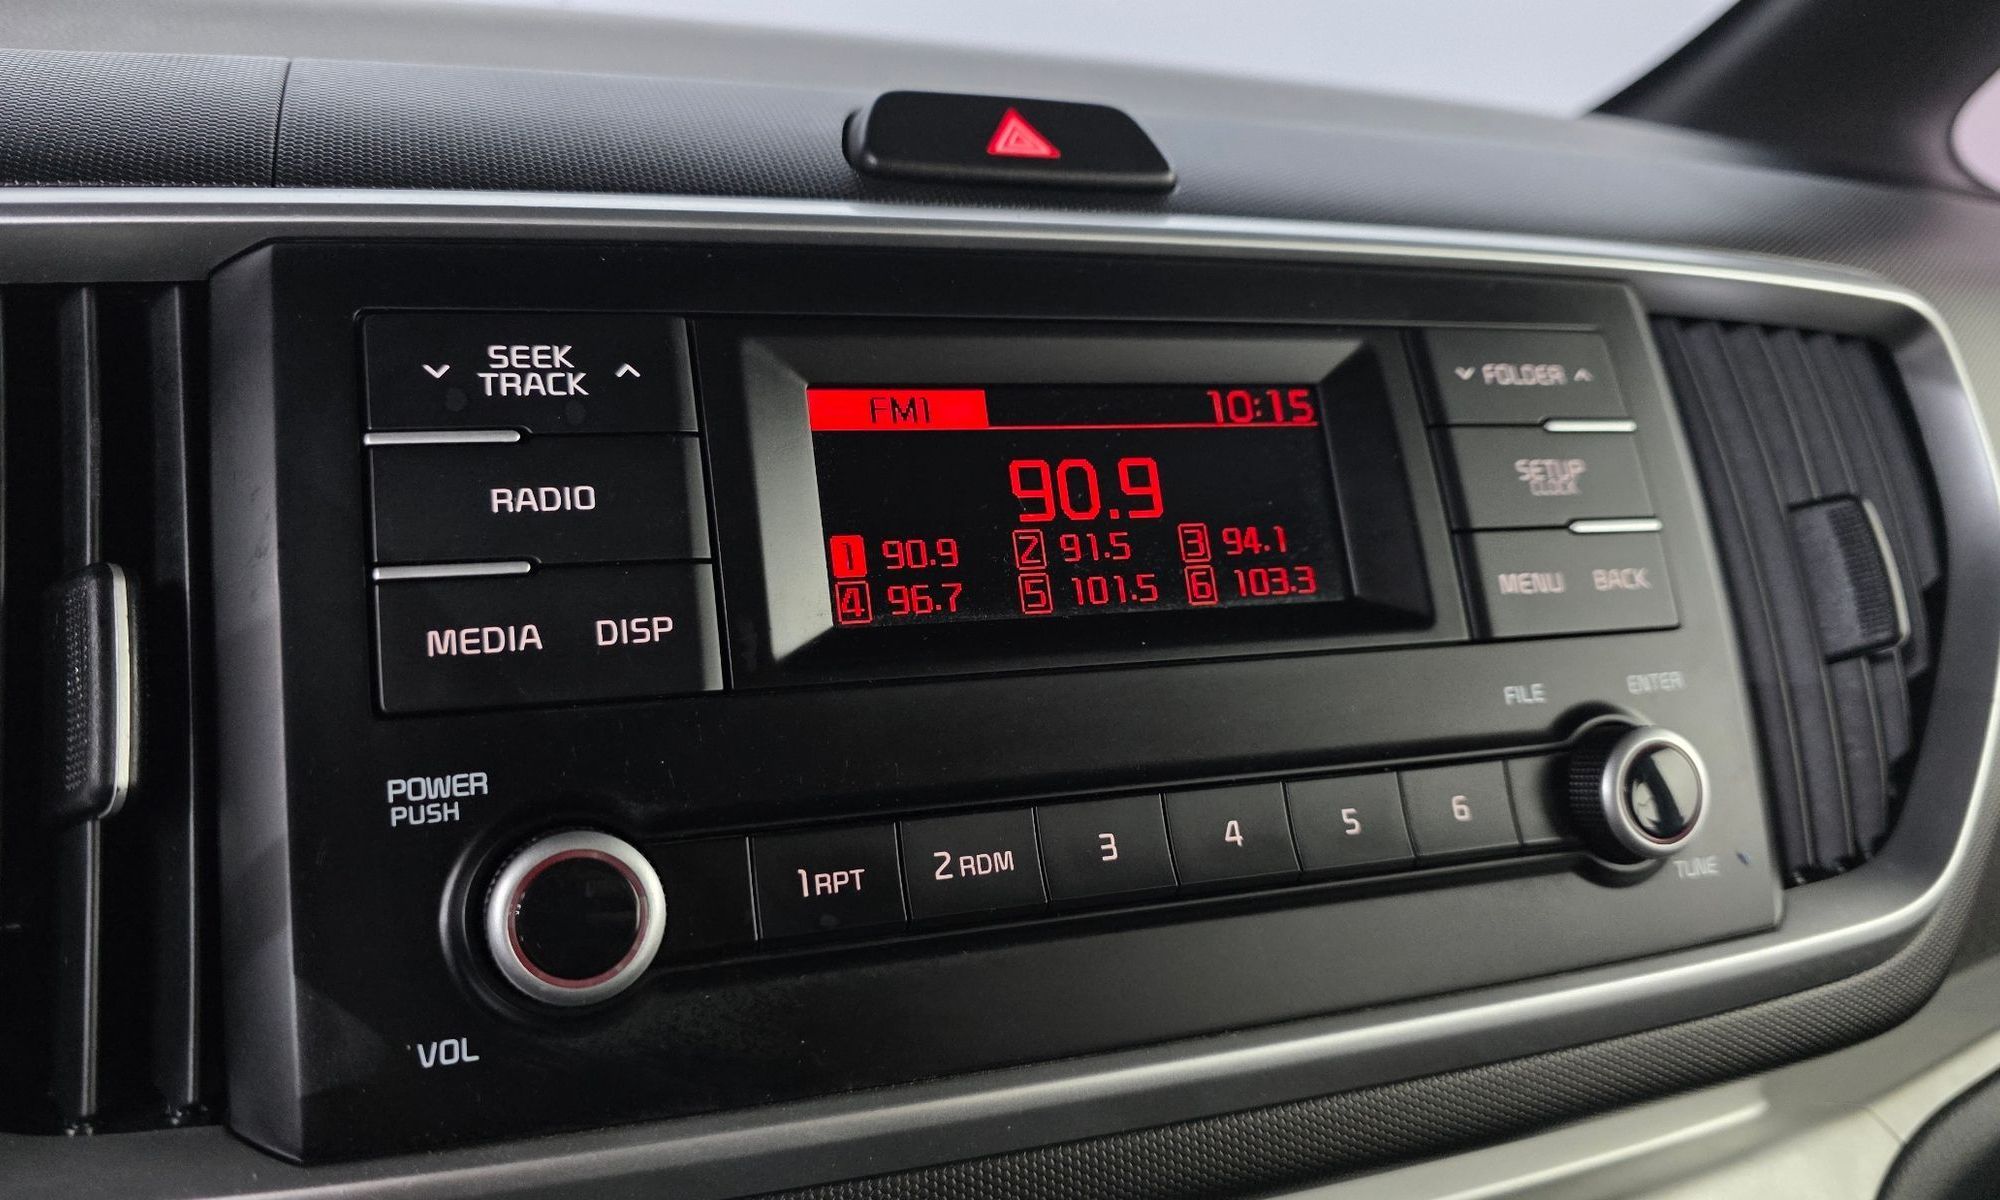 SEEK
TRACK
RADIO
MEDIA DISP
FM1 10:15
90.9
1 90.9 2 91.5 3 94.1
4 96.7 5 101.5 6 103.3
FOLDER
SETUP
CLOCK
MENU BACK
FILE ENTER
POWER
PUSH
1 RPT 2 RDM 3 4 5 6
TUNE
VOL